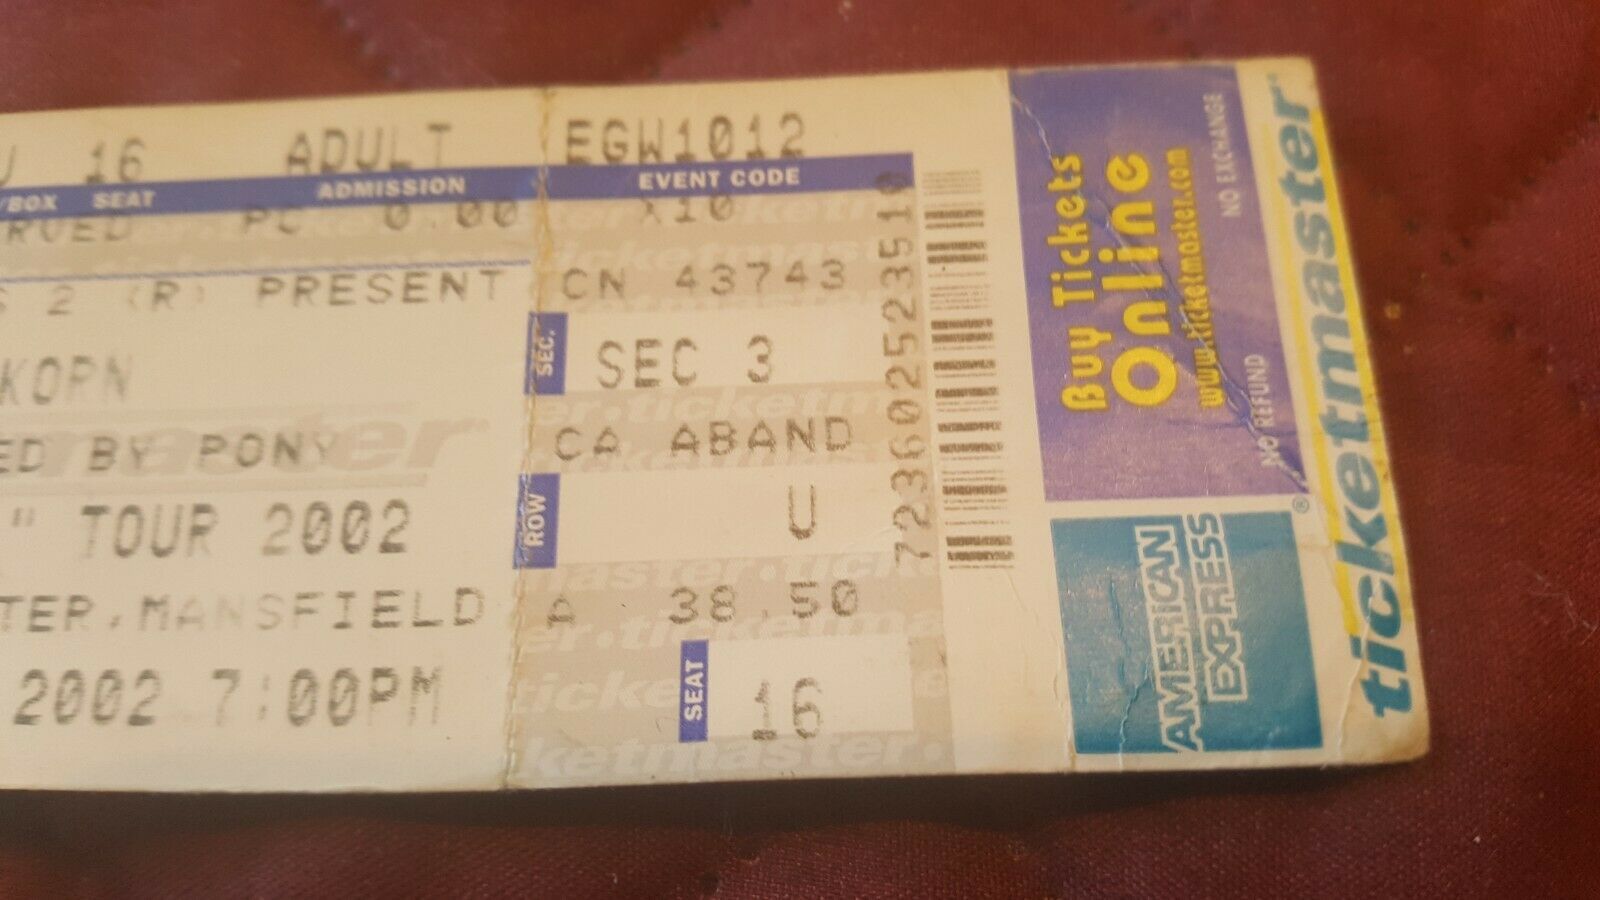 U 16 ADULT EGW1012
/BOX SEAT ADMISSION EVENT CODE
RVED PC 0.00 X10
S 2 (R) PRESENT CN 43743
KORN SEC. SEC 3
ED BY PONY CA ABAND
" TOUR 2002 ROW U
TER, MANSFIELD A 38.50
2002 7:00PM SEAT 16
Buy Tickets
Online
www.ticketmaster.com
NO REFUND NO EXCHANGE
AMERICAN
EXPRESS
®
ticketmaster